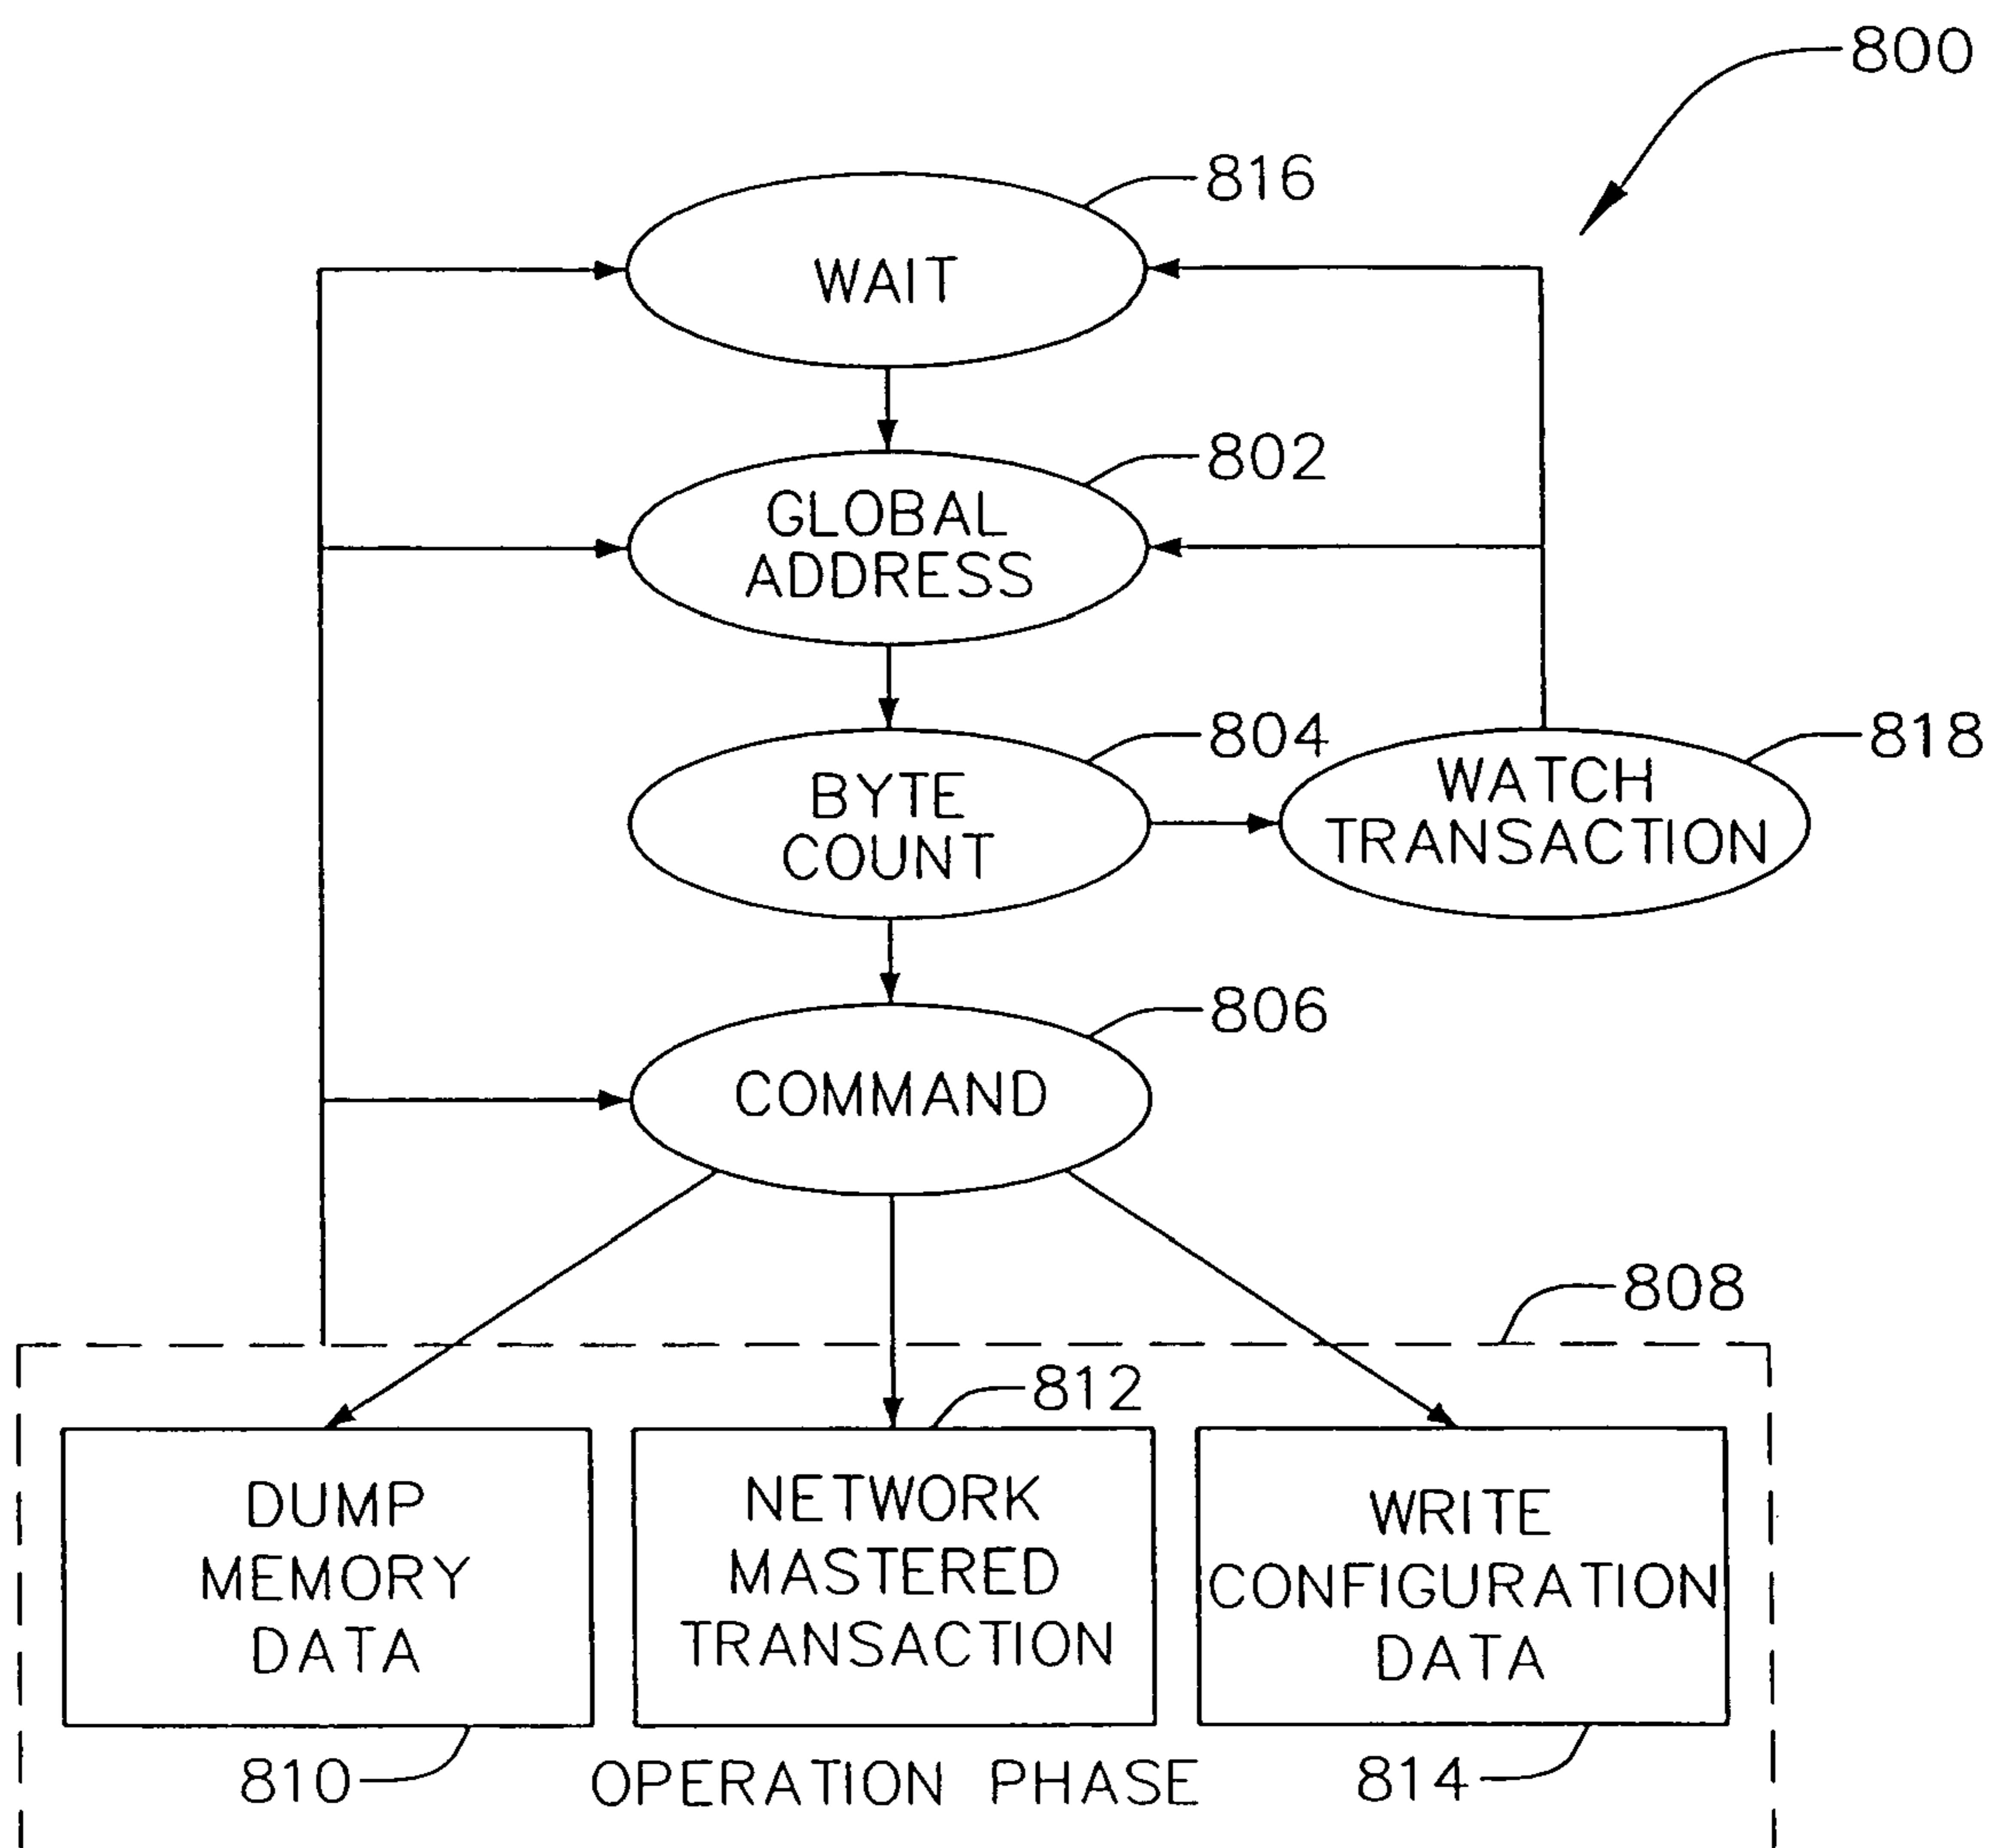 800
816
WAIT
802
GLOBAL
ADDRESS
804
818
BYTE
COUNT
WATCH
TRANSACTION
806
COMMAND
808
812
DUMP
MEMORY
DATA
NETWORK
MASTERED
TRANSACTION
WRITE
CONFIGURATION
DATA
810
OPERATION PHASE
814